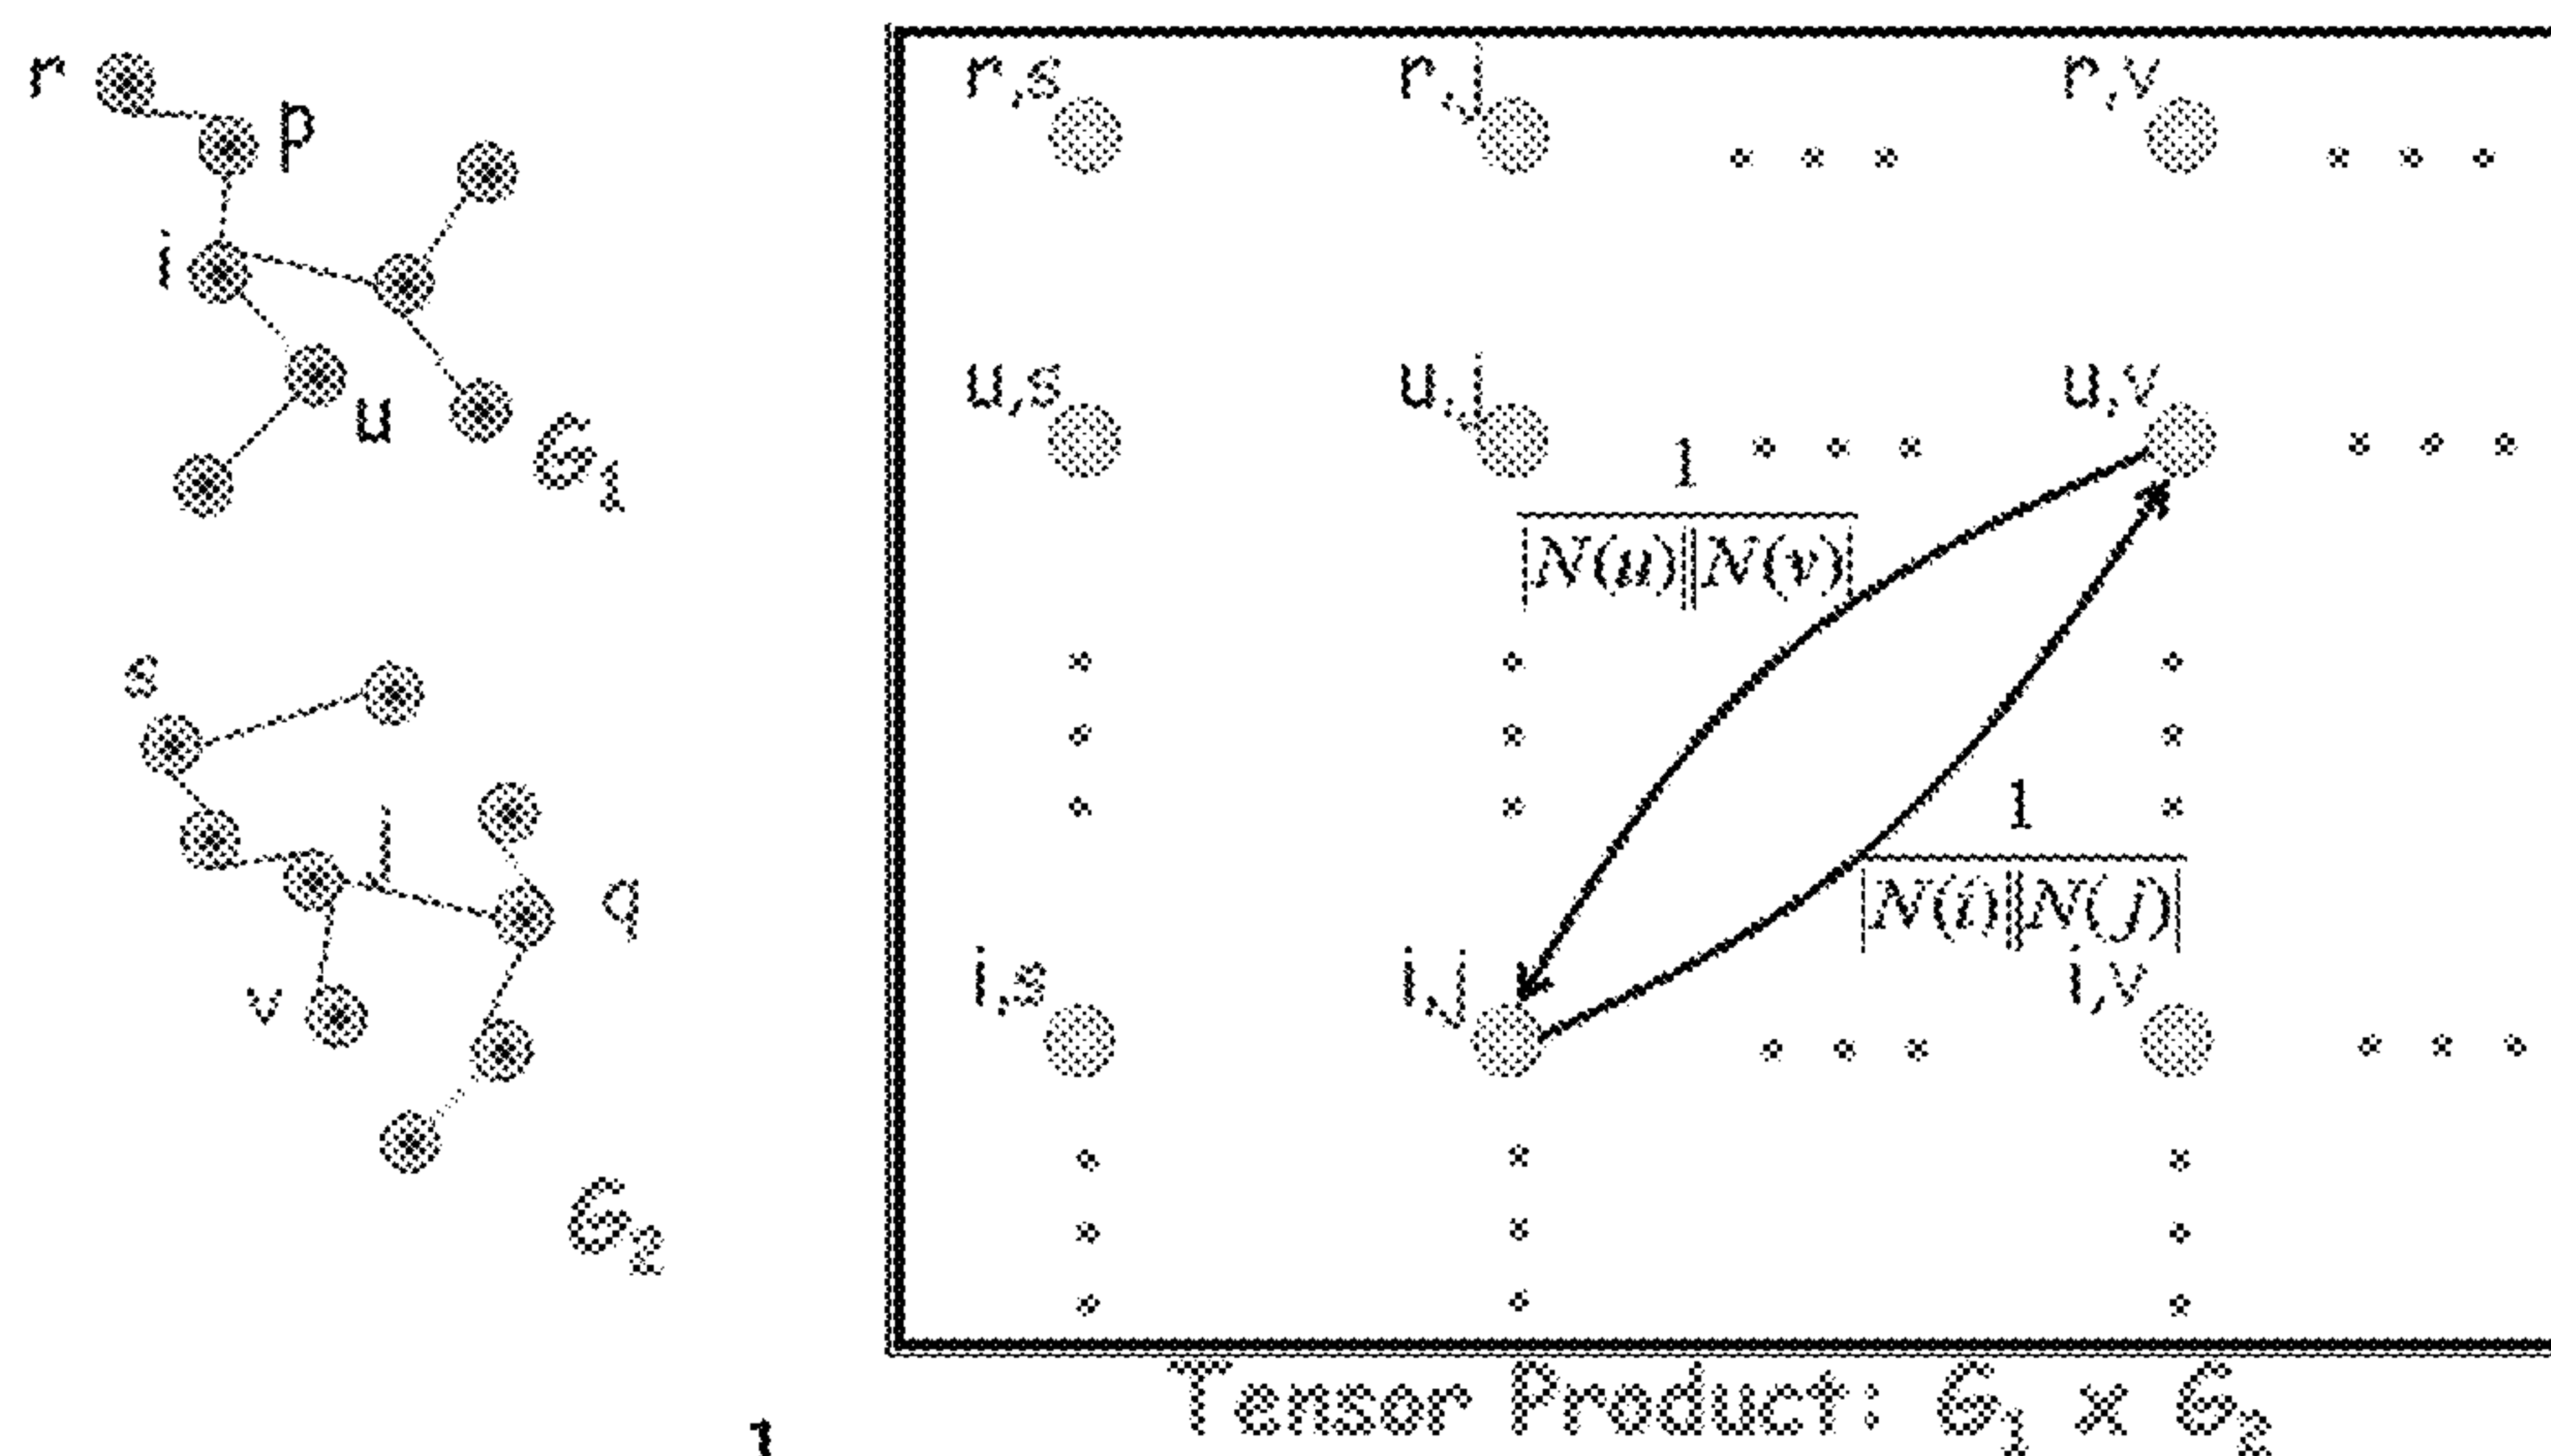 r
p
i
u
G1
s
j
q
v
G2
r,s r,j r,v
u,s u,j u,v
1
|N(u)||N(v)|
1
|N(i)||N(j)|
i,s i,j i,v
Tensor Product: G1 x G2